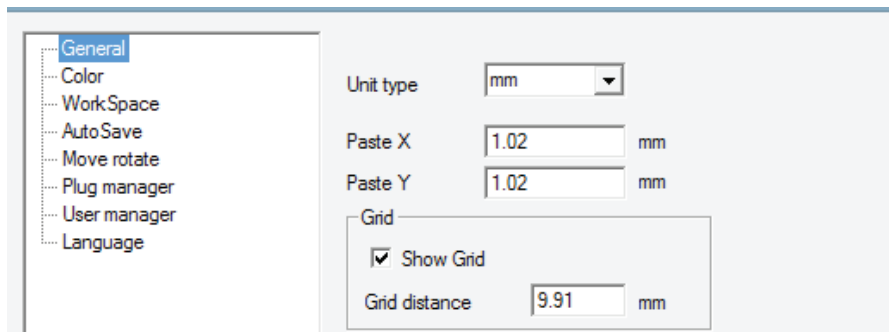 General
Color
WorkSpace
AutoSave
Move rotate
Plug manager
User manager
Language
Unit type mm
Paste X 1.02 mm
Paste Y 1.02 mm
Grid
Show Grid
Grid distance 9.91 mm